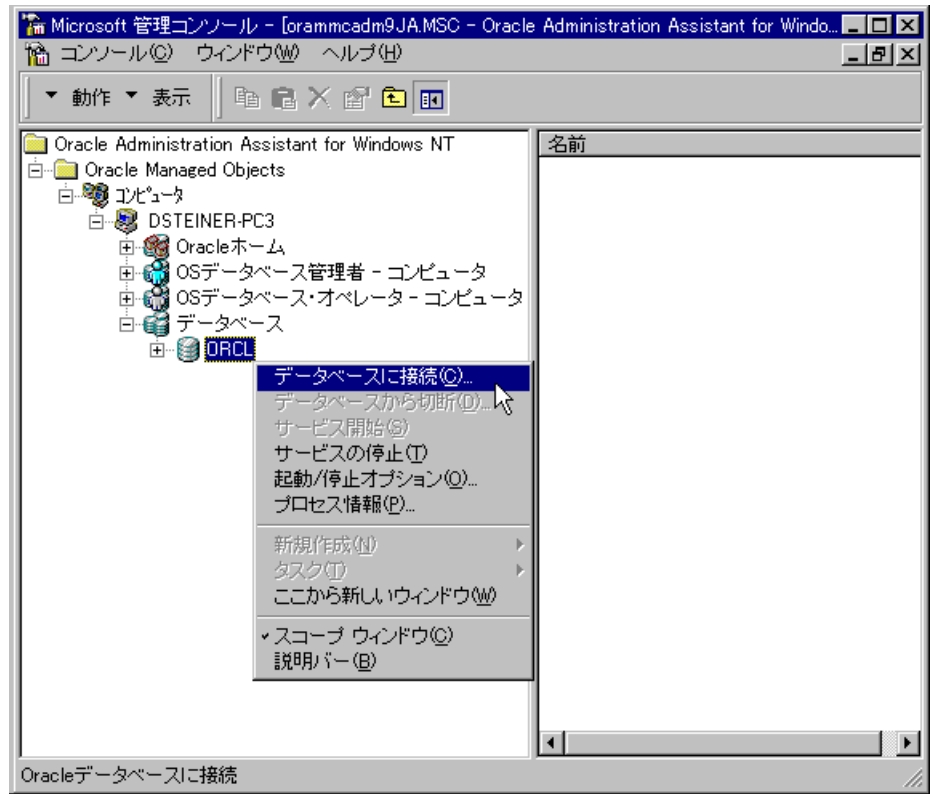 Microsoft 管理コンソール - [orammcadm9.JA.MSC - Oracle Administration Assistant for Windo...
コンソール(C) ウィンドウ(W) ヘルプ(H)
動作 表示
Oracle Administration Assistant for Windows NT
名前
Oracle Managed Objects
コンピュータ
DSTEINER-PC3
Oracleホーム
OSデータベース管理者 - コンピュータ
OSデータベース・オペレータ - コンピュータ
データベース
ORCL
データベースに接続(C)...
データベースから切断(D)...
サービス開始(S)
サービスの停止(T)
起動/停止オプション(O)...
プロセス情報(P)...
新規作成(N)
タスク(T)
ここから新しいウィンドウ(W)
スコープ ウィンドウ(C)
説明バー(B)
Oracleデータベースに接続